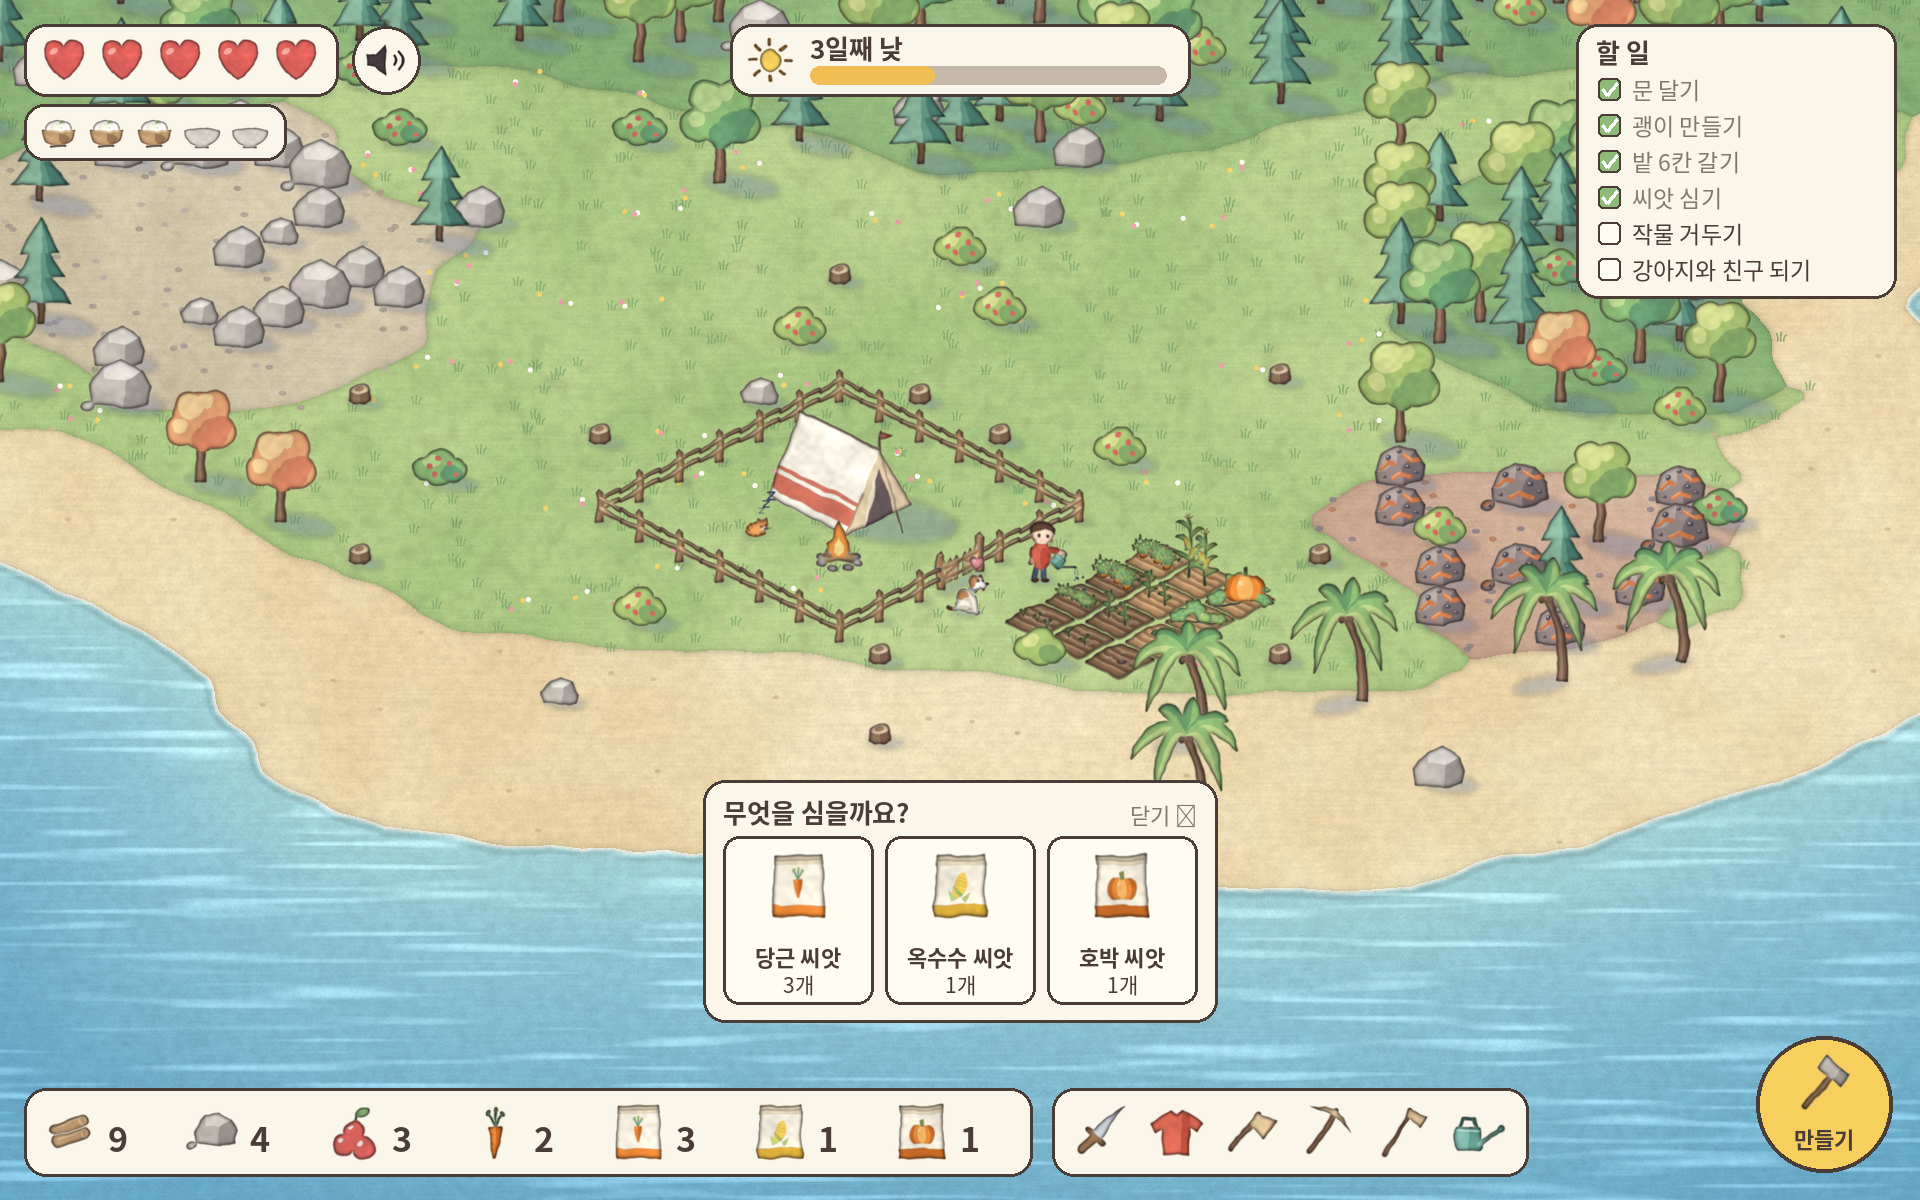 3일째 낮
할 일
문 달기
괭이 만들기
밭 6칸 갈기
씨앗 심기
작물 거두기
강아지와 친구 되기
무엇을 심을까요?
닫기
당근 씨앗
3개
옥수수 씨앗
1개
호박 씨앗
1개
9
4
3
2
3
1
1
만들기